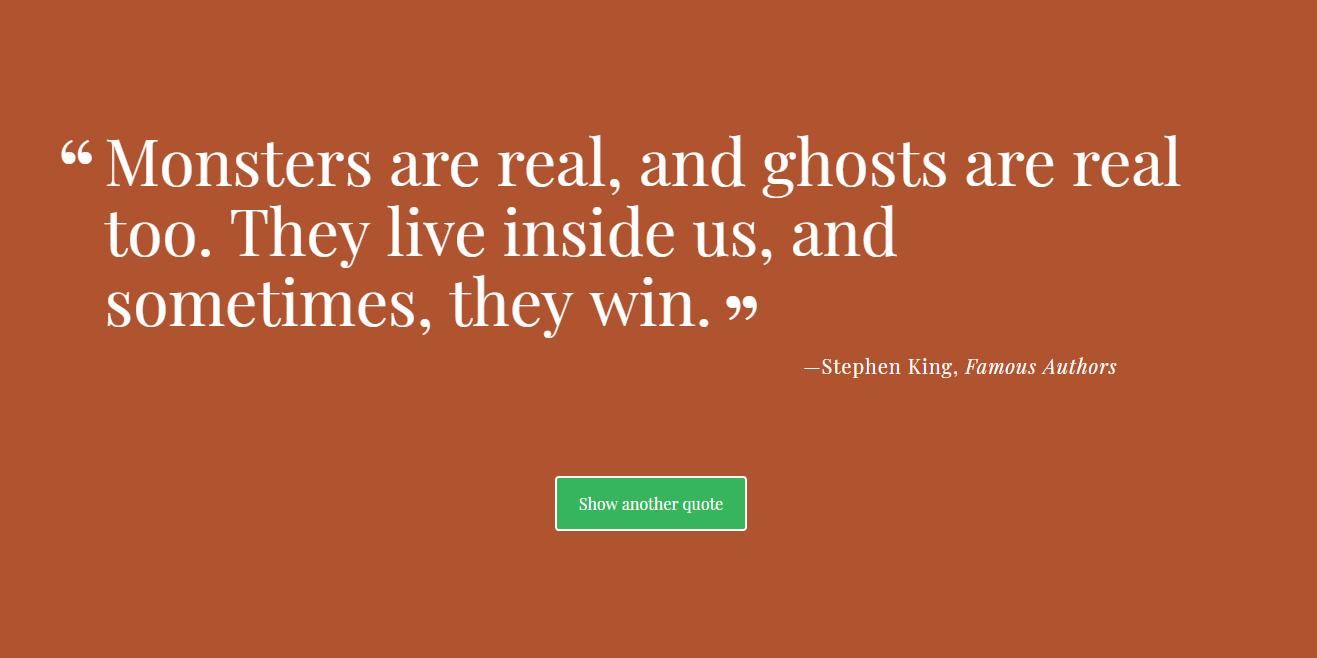 “Monsters are real, and ghosts are real
too. They live inside us, and
sometimes, they win.”
—Stephen King, Famous Authors
Show another quote